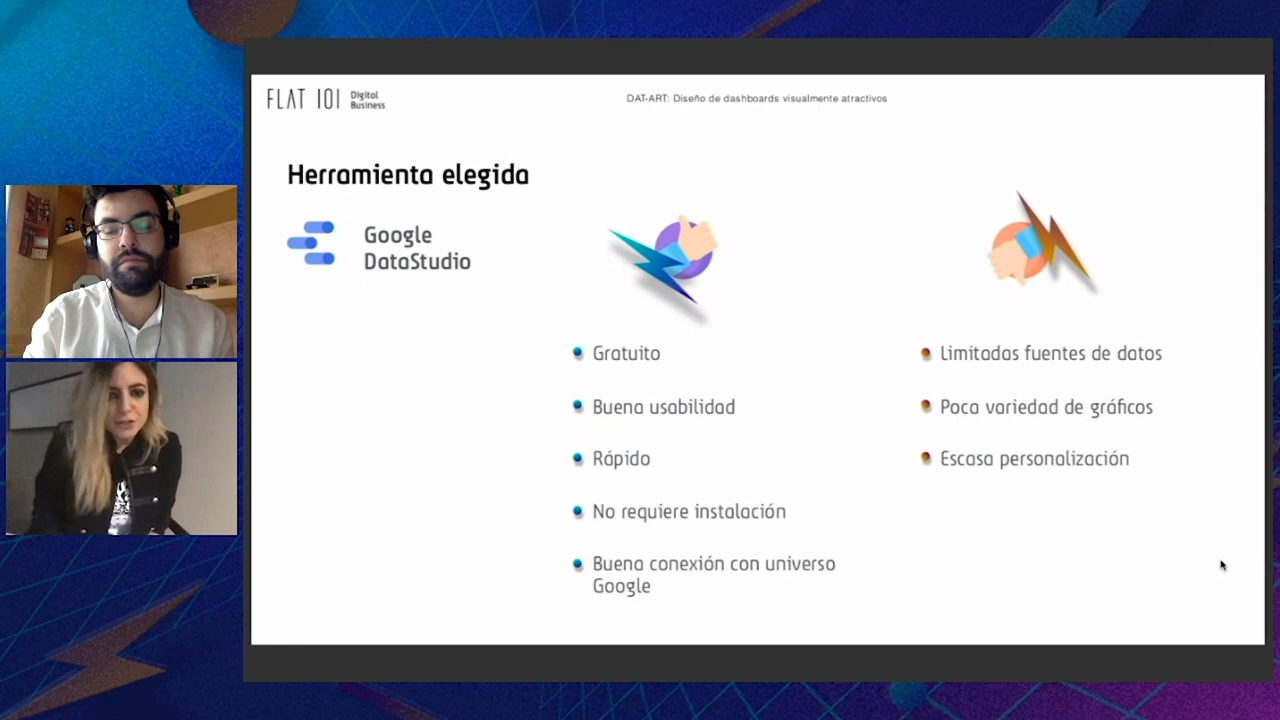 FLAT 101 Digital
Business
DAT-ART: Diseño de dashboards visualmente atractivos
Herramienta elegida
Google
DataStudio
Gratuito
Buena usabilidad
Rápido
No requiere instalación
Buena conexión con universo
Google
Limitadas fuentes de datos
Poca variedad de gráficos
Escasa personalización